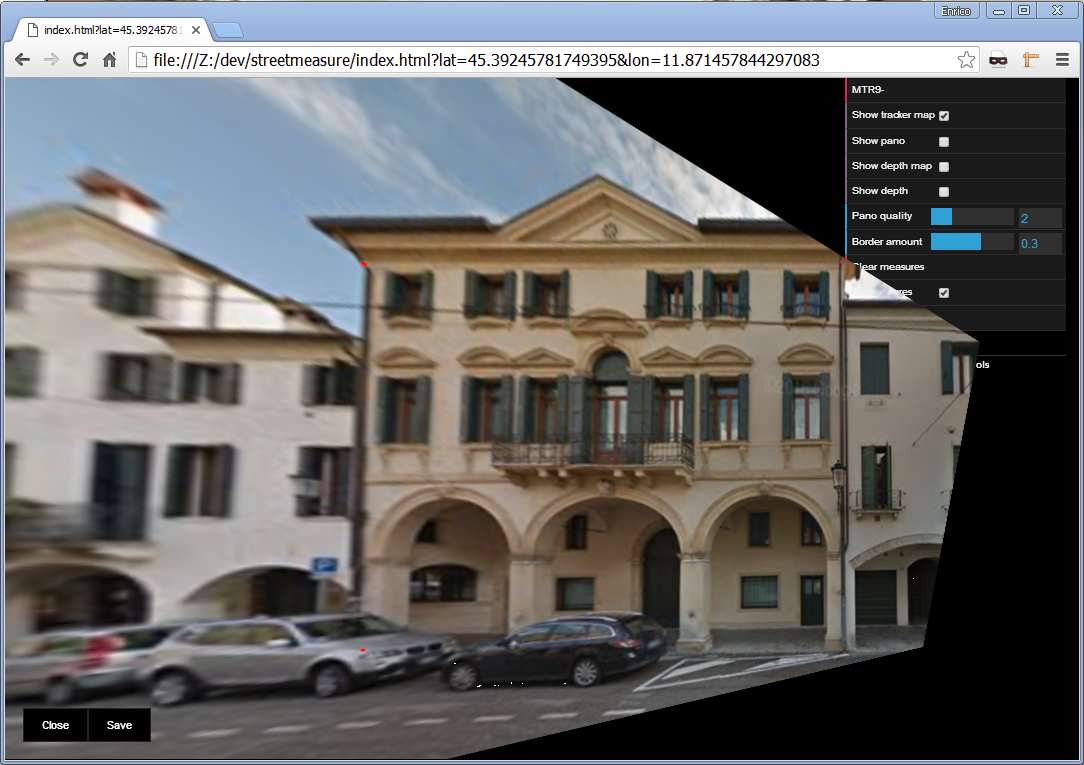 Enrico
index.html?lat=45.3924578
file:///Z:/dev/streetmeasure/index.html?lat=45.39245781749395&lon=11.871457844297083
MTR9-
Show tracker map
Show pano
Show depth map
Show depth
Pano quality 2
Border amount 0.3
Clear measures
res
ols
P
Close Save